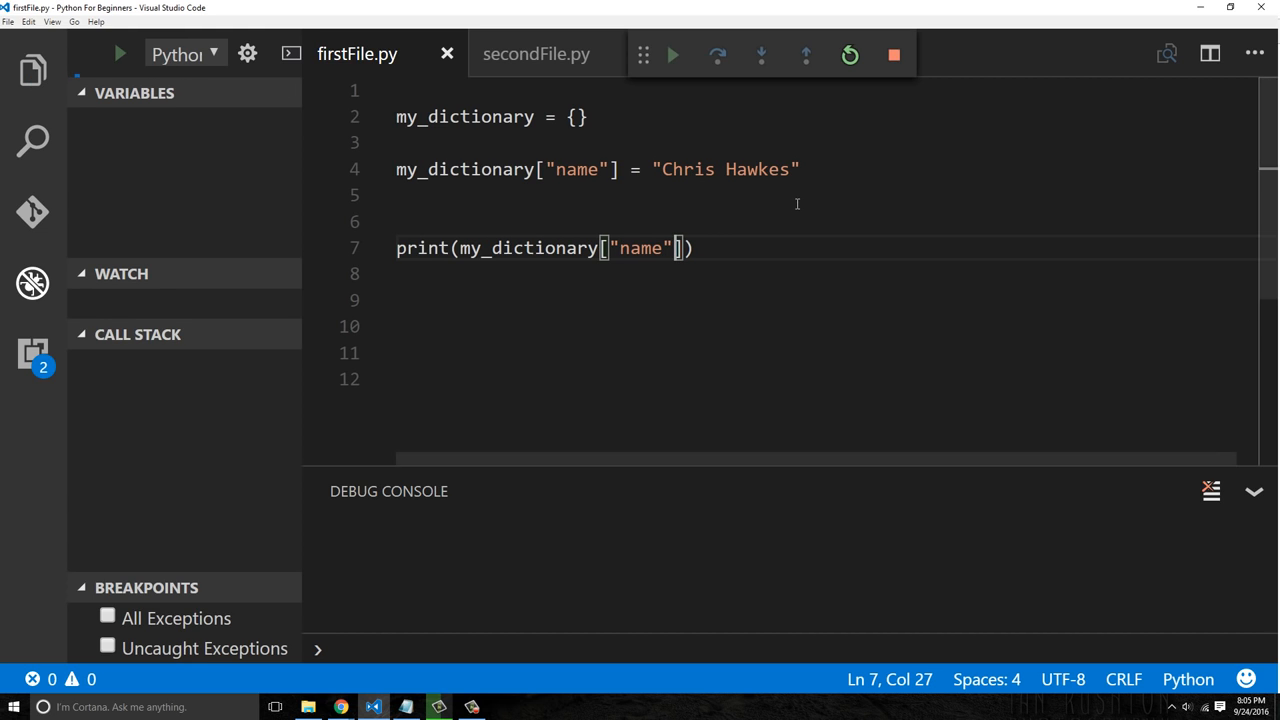 firstFile.py - Python For Beginners - Visual Studio Code
File Edit View Go Help
Pythor
firstFile.py
secondFile.py
VARIABLES
WATCH
CALL STACK
BREAKPOINTS
All Exceptions
Uncaught Exceptions
2
1
2 my_dictionary = {}
3
4 my_dictionary["name"] = "Chris Hawkes"
5
6
7 print(my_dictionary["name"])
8
9
10
11
12
DEBUG CONSOLE
0 0
Ln 7, Col 27 Spaces: 4 UTF-8 CRLF Python
I'm Cortana. Ask me anything.
8:05 PM
9/24/2016